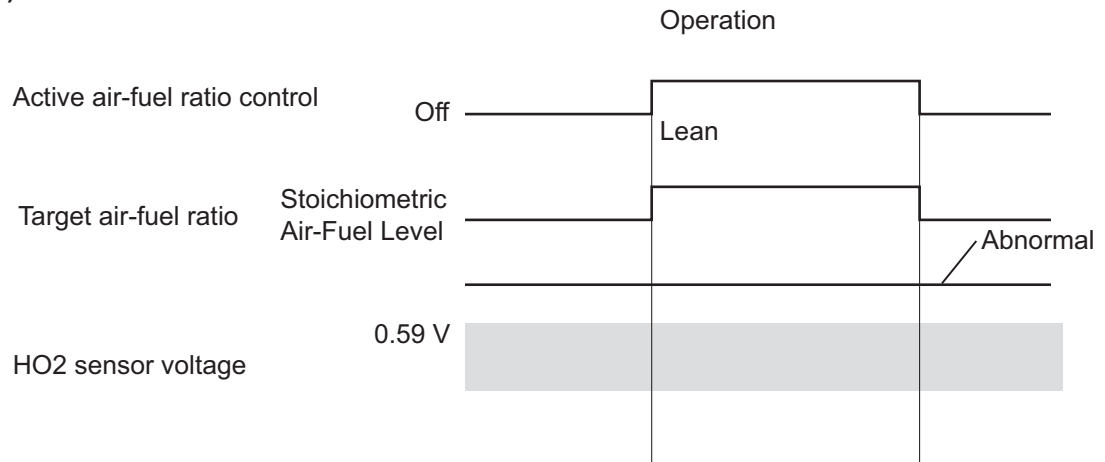 Operation
Active air-fuel ratio control
Off
Lean
Target air-fuel ratio
Stoichiometric
Air-Fuel Level
Abnormal
0.59 V
HO2 sensor voltage